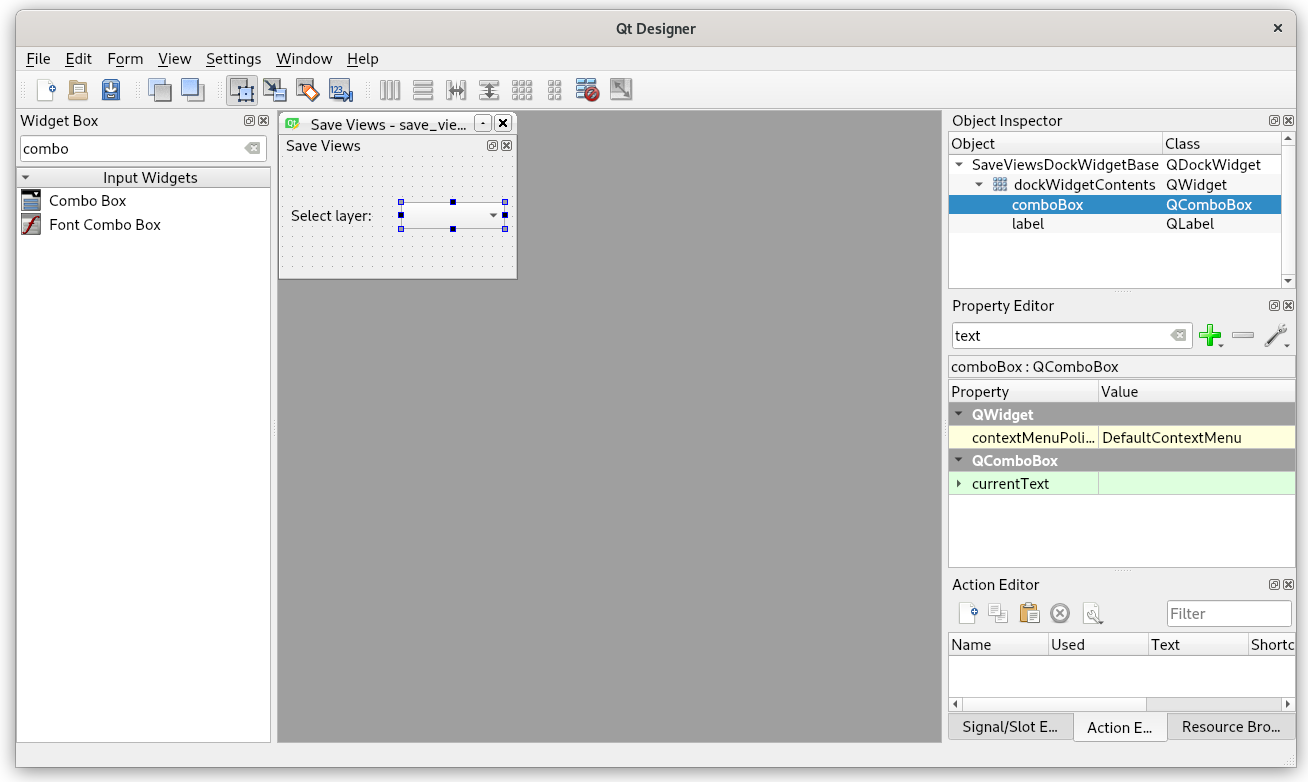 Qt Designer
File Edit Form View Settings Window Help
123
Widget Box
combo
Input Widgets
Combo Box
Font Combo Box
Qt
Save Views - save_vie...
Save Views
Select layer:
Object Inspector
Object Class
SaveViewsDockWidgetBase QDockWidget
dockWidgetContents QWidget
comboBox QComboBox
label QLabel
Property Editor
text
comboBox : QComboBox
Property Value
QWidget
contextMenuPoli... DefaultContextMenu
QComboBox
currentText
Action Editor
Filter
Name Used Text Shortc
Signal/Slot E... Action E... Resource Bro...